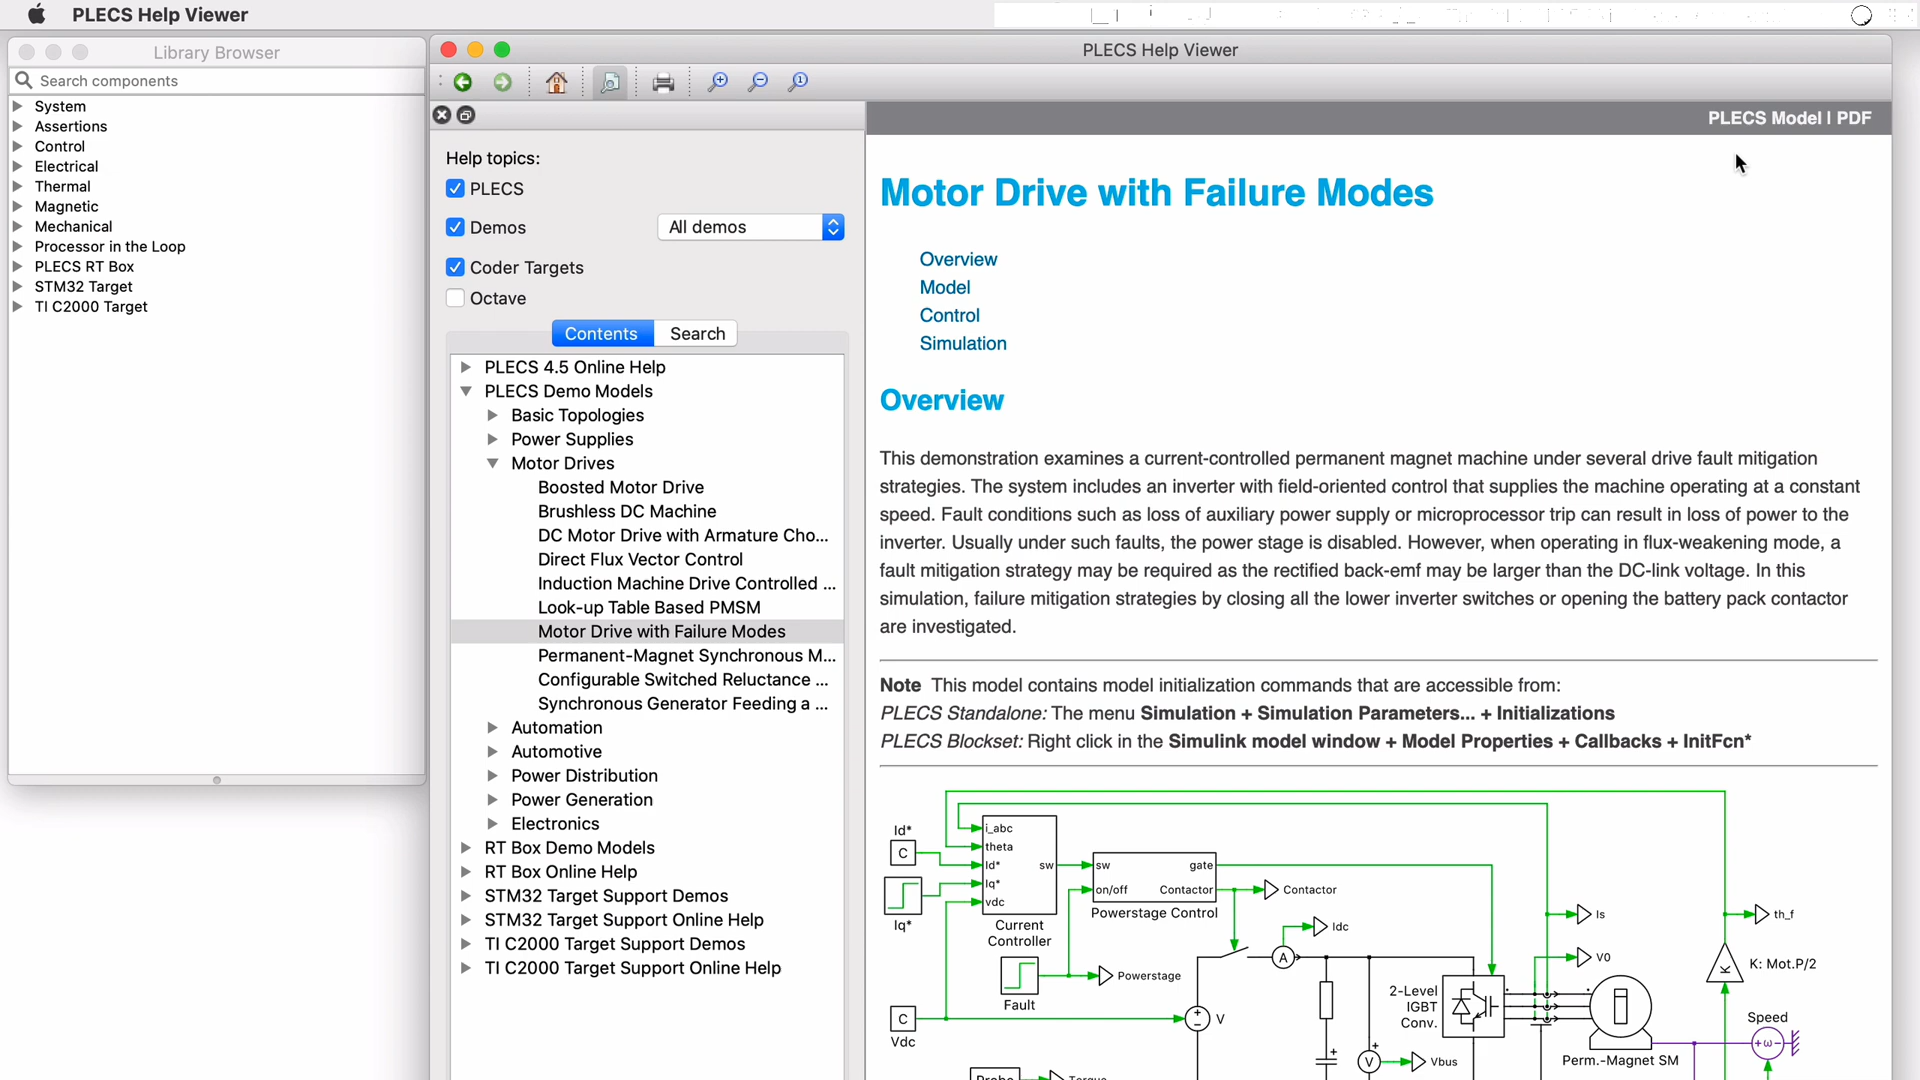 PLECS Help Viewer
Library Browser
Search components
System
Assertions
Control
Electrical
Thermal
Magnetic
Mechanical
Processor in the Loop
PLECS RT Box
STM32 Target
TI C2000 Target
PLECS Help Viewer
Help topics:
PLECS
Demos
All demos
Coder Targets
Octave
Contents
Search
PLECS 4.5 Online Help
PLECS Demo Models
Basic Topologies
Power Supplies
Motor Drives
Boosted Motor Drive
Brushless DC Machine
DC Motor Drive with Armature Cho...
Direct Flux Vector Control
Induction Machine Drive Controlled ...
Look-up Table Based PMSM
Motor Drive with Failure Modes
Permanent-Magnet Synchronous M...
Configurable Switched Reluctance ...
Synchronous Generator Feeding a ...
Automation
Automotive
Power Distribution
Power Generation
Electronics
RT Box Demo Models
RT Box Online Help
STM32 Target Support Demos
STM32 Target Support Online Help
TI C2000 Target Support Demos
TI C2000 Target Support Online Help
PLECS Model | PDF
Motor Drive with Failure Modes
Overview
Model
Control
Simulation
Overview
This demonstration examines a current-controlled permanent magnet machine under several drive fault mitigation
strategies. The system includes an inverter with field-oriented control that supplies the machine operating at a constant
speed. Fault conditions such as loss of auxiliary power supply or microprocessor trip can result in loss of power to the
inverter. Usually under such faults, the power stage is disabled. However, when operating in flux-weakening mode, a
fault mitigation strategy may be required as the rectified back-emf may be larger than the DC-link voltage. In this
simulation, failure mitigation strategies by closing all the lower inverter switches or opening the battery pack contactor
are investigated.
Note This model contains model initialization commands that are accessible from:
PLECS Standalone: The menu Simulation + Simulation Parameters... + Initializations
PLECS Blockset: Right click in the Simulink model window + Model Properties + Callbacks + InitFcn*
Id*
C
Iq*
i_abc
theta
Id*
Iq*
vdc
sw
Current
Controller
sw
on/off
gate
Contactor
Powerstage Control
Contactor
Idc
A
Fault
Powerstage
C
Vdc
V
2-Level
IGBT
Conv.
V
Vbus
Is
V0
th_f
K
K: Mot.P/2
Speed
+ω-
Perm.-Magnet SM
Probe
Torque